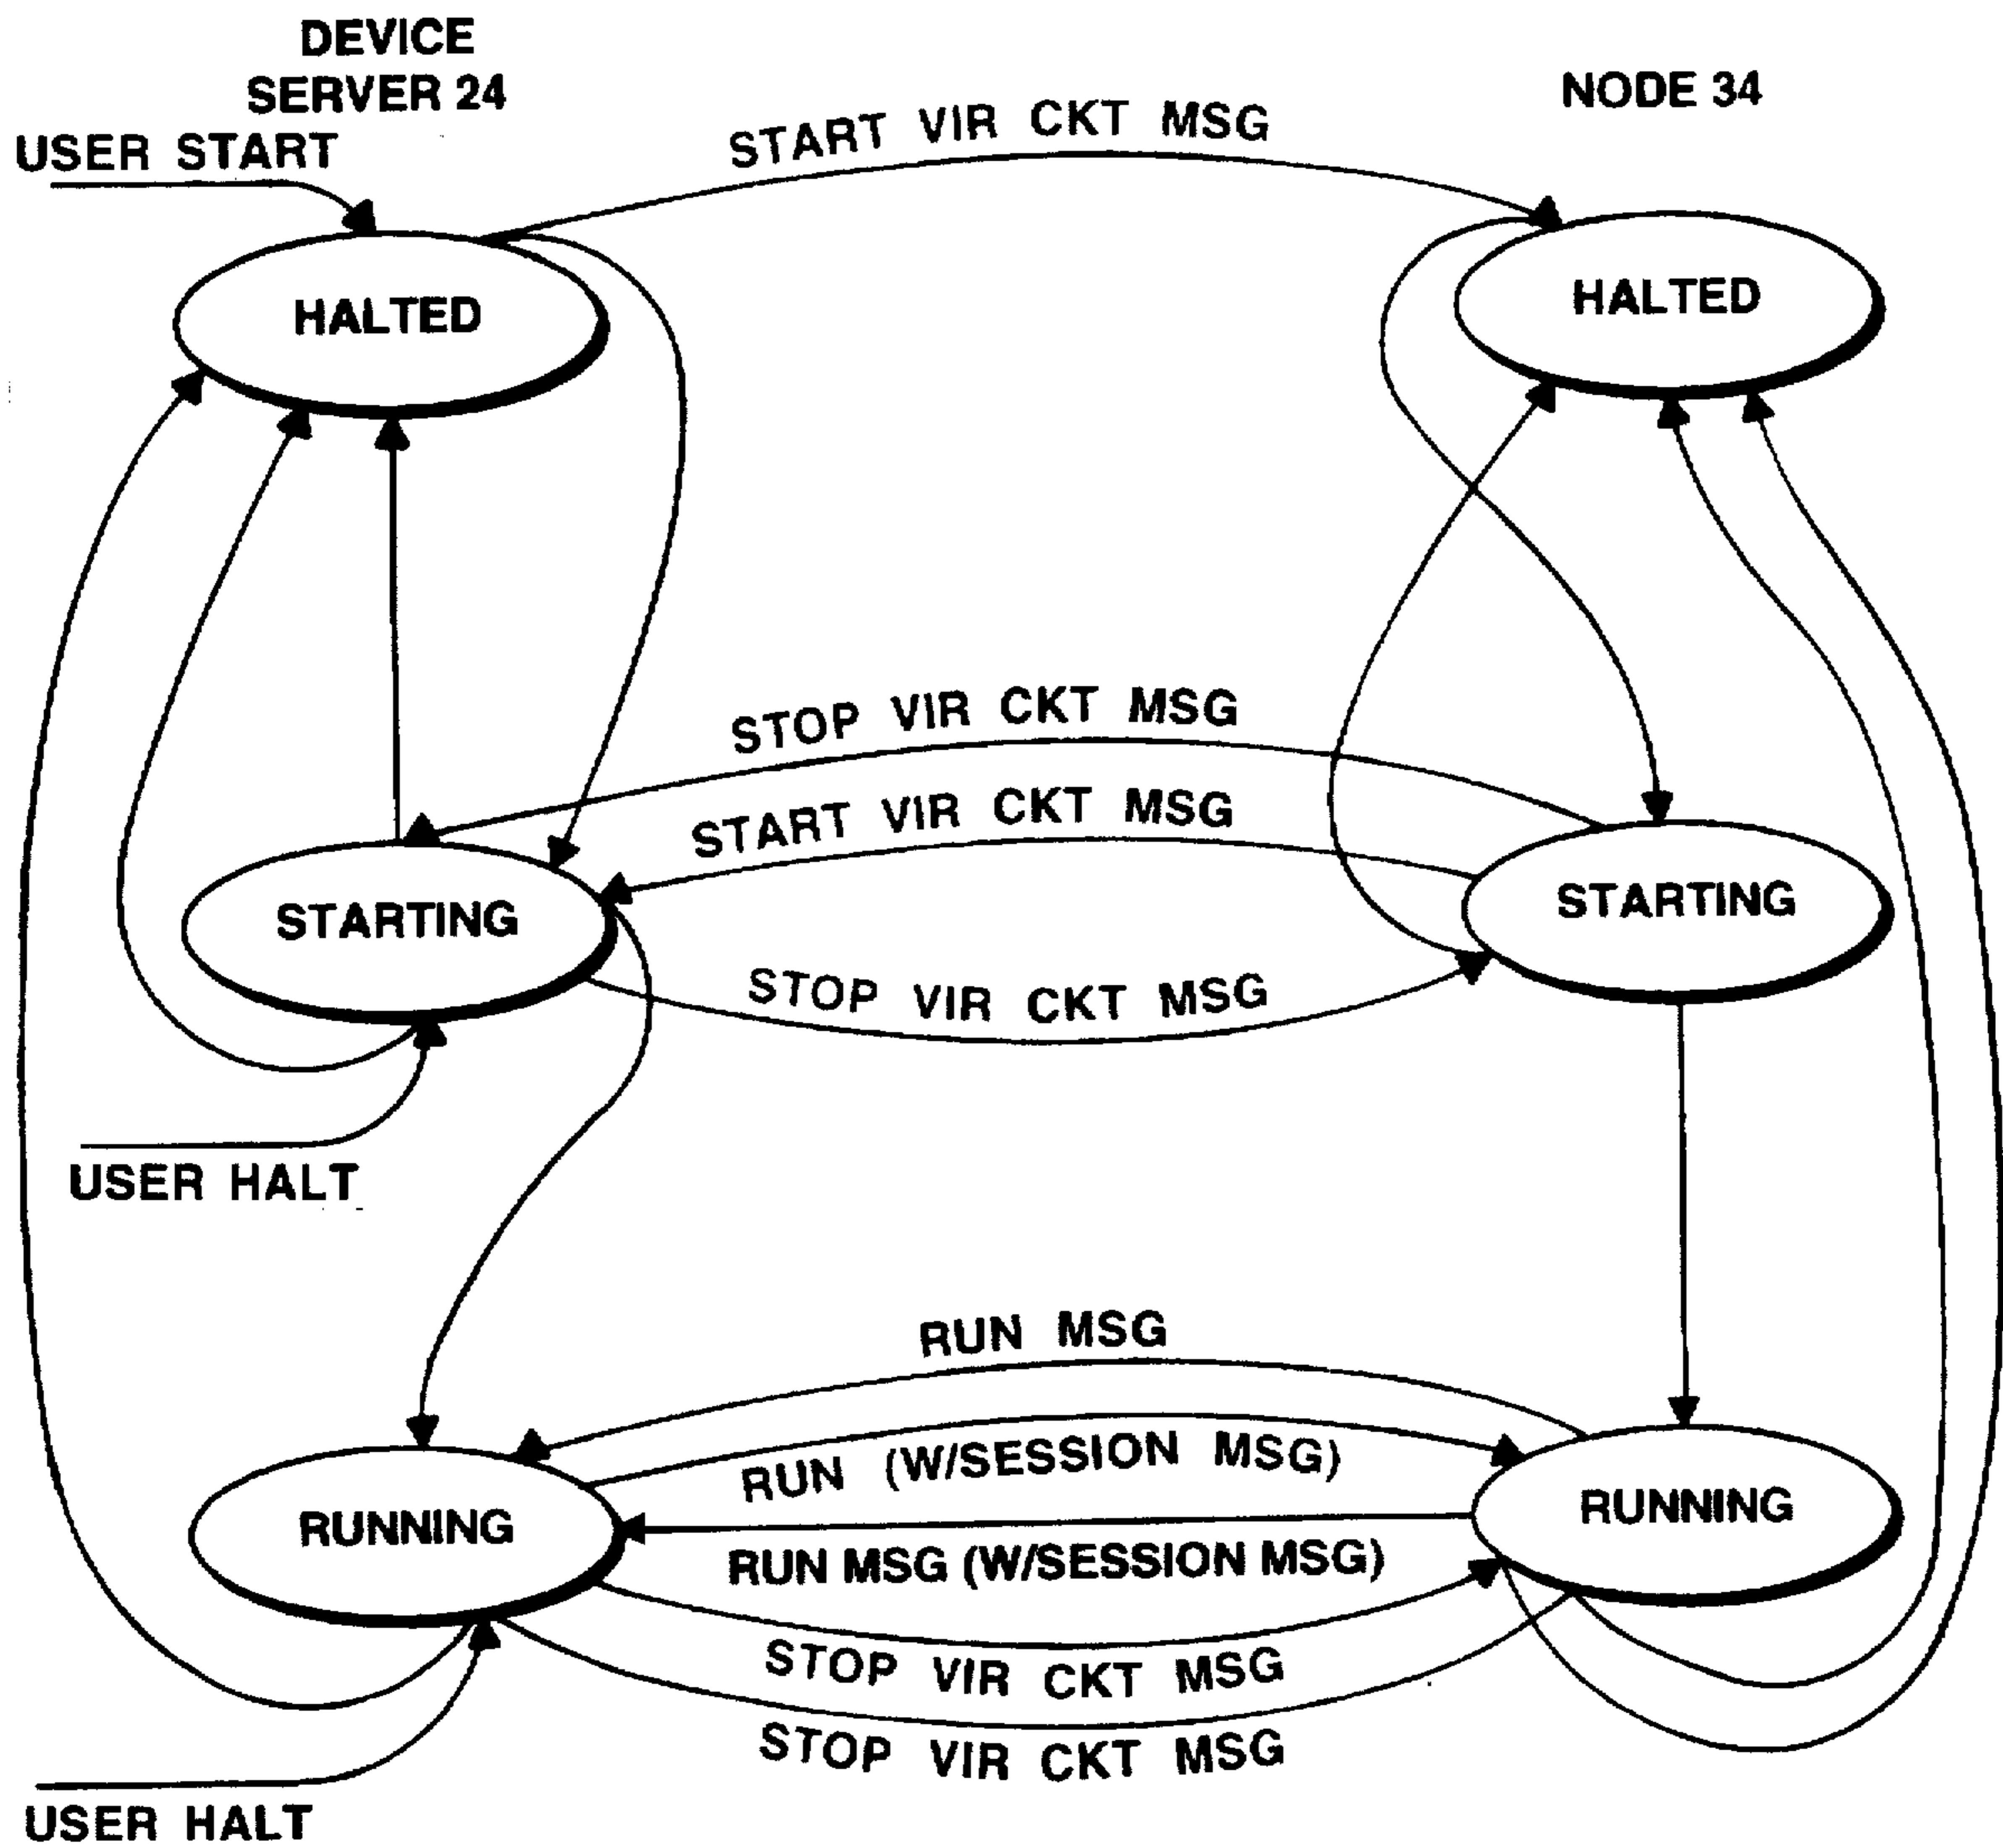 DEVICE
SERVER 24
NODE 34
USER START
START VIR CKT MSG
HALTED
HALTED
STOP VIR CKT MSG
START VIR CKT MSG
STARTING
STARTING
STOP VIR CKT MSG
USER HALT
RUN MSG
RUN (W/SESSION MSG)
RUNNING
RUNNING
RUN MSG (W/SESSION MSG)
STOP VIR CKT MSG
STOP VIR CKT MSG
USER HALT